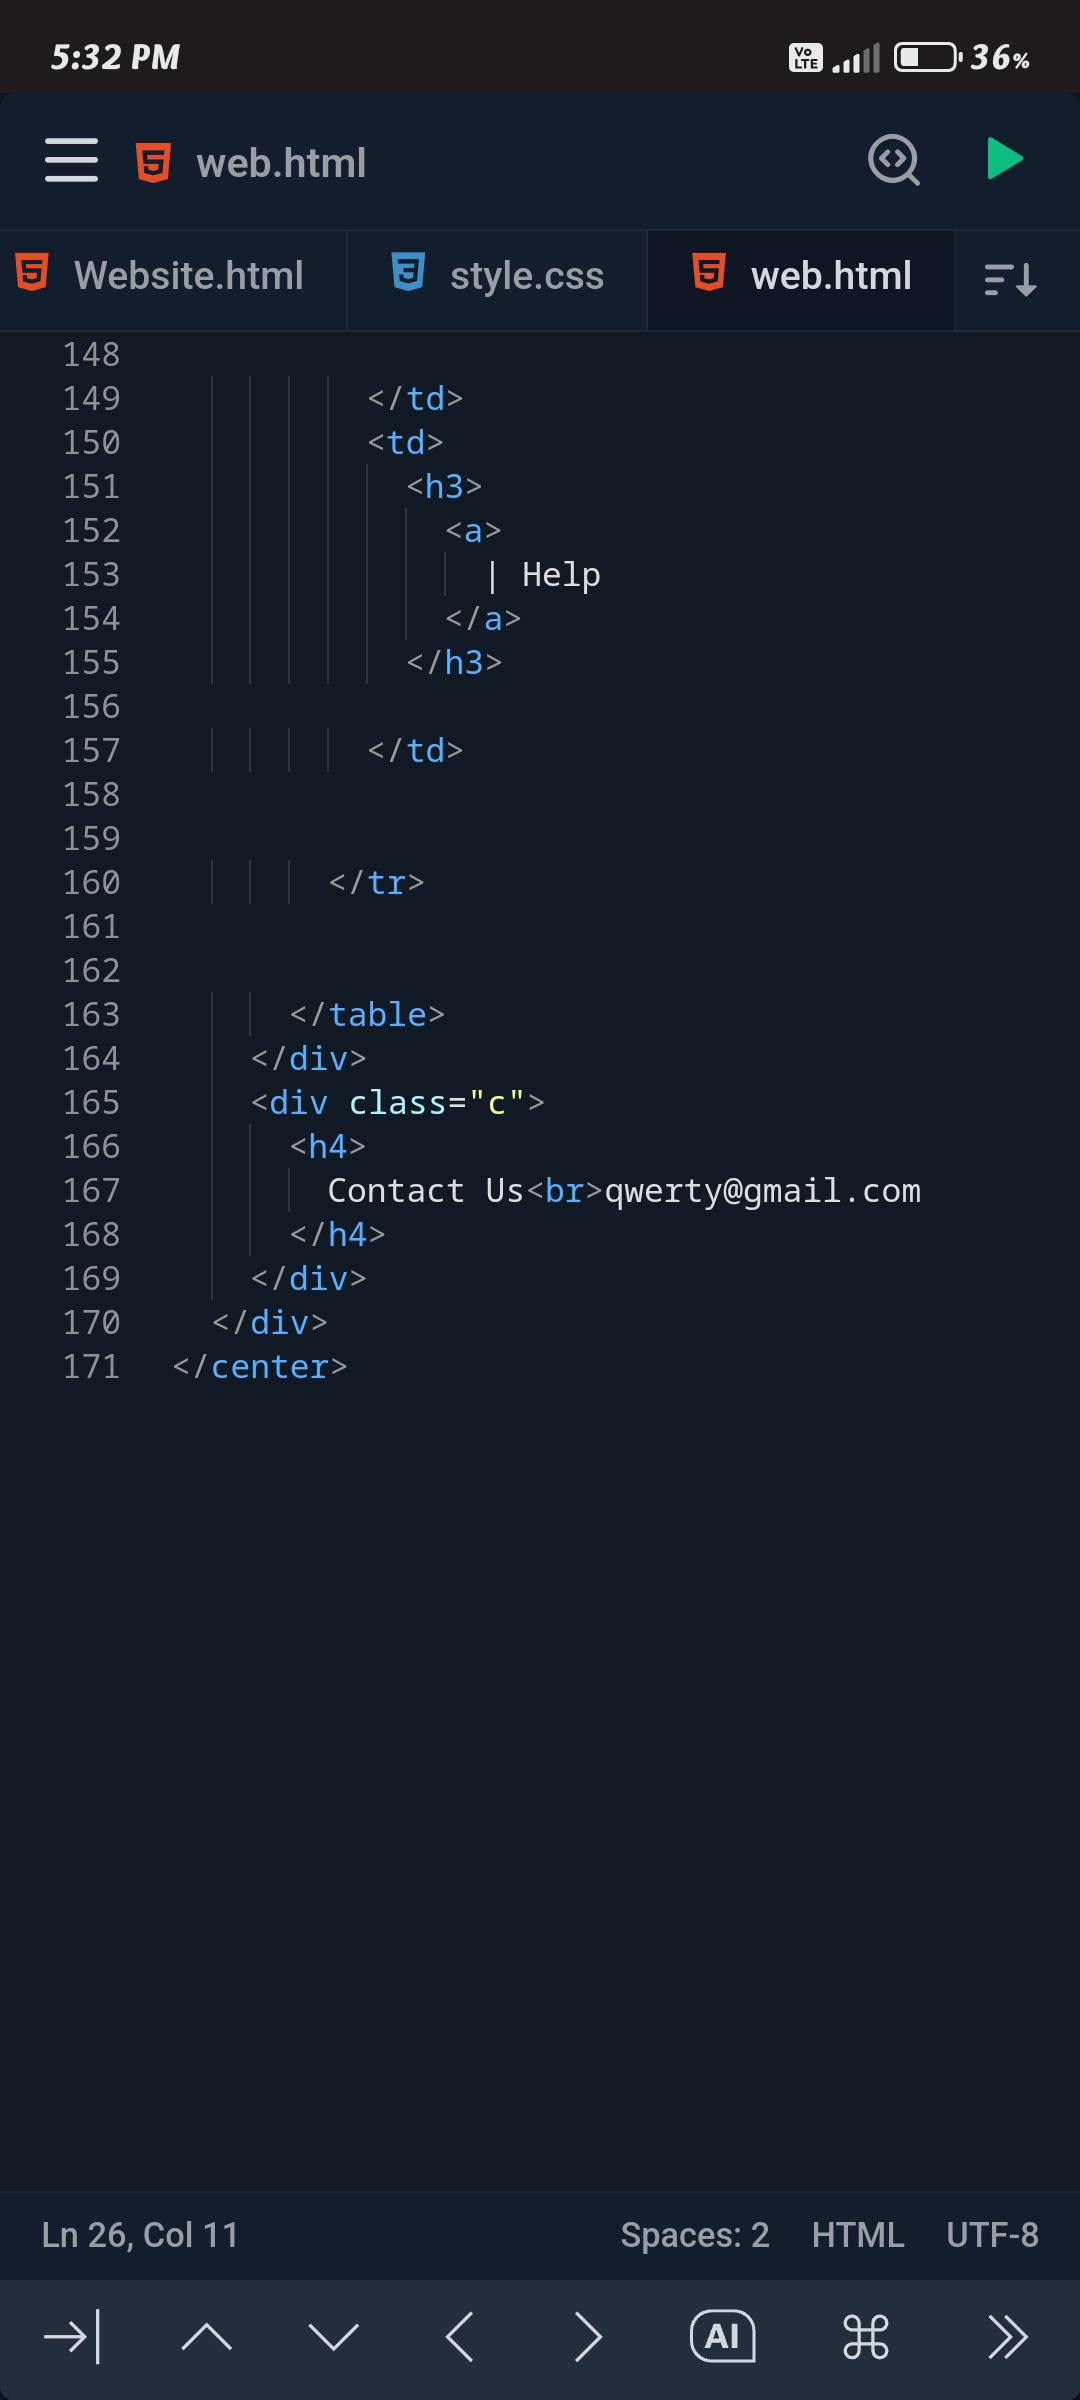 5:32 PM Vo LTE 36%
web.html
Website.html style.css web.html
148
149 </td>
150 <td>
151 <h3>
152 <a>
153 | Help
154 </a>
155 </h3>
156
157 </td>
158
159
160 </tr>
161
162
163 </table>
164 </div>
165 <div class="c">
166 <h4>
167 Contact Us<br>qwerty@gmail.com
168 </h4>
169 </div>
170 </div>
171 </center>
Ln 26, Col 11 Spaces: 2 HTML UTF-8
AI